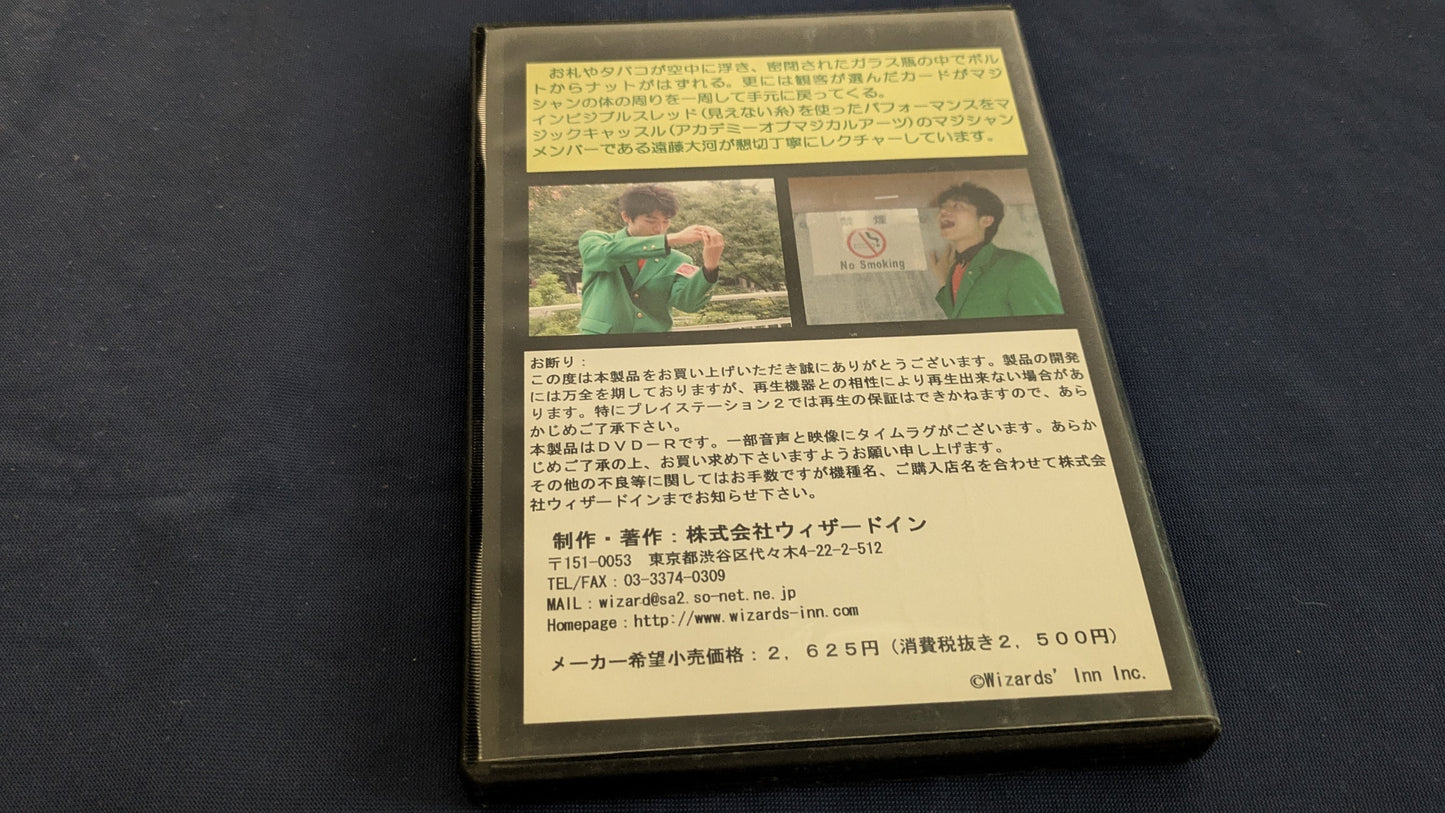 お札やタバコが空中に浮き、密閉されたガラス瓶の中でボル
トからナットがはずれる。更には観客が選んだカードがマジ
シャンの体の周りを一周して手元に戻ってくる。
インビジブルスレッド(見えない糸)を使ったパフォーマンスをマ
ジックキャッスル(アカデミーオブマジカルアーツ)のマジシャン
メンバーである遠藤大河が懇切丁寧にレクチャーしています。
禁 煙
No Smoking
お断り：
この度は本製品をお買い上げいただき誠にありがとうございます。製品の開発
には万全を期しておりますが、再生機器との相性により再生出来ない場合があ
ります。特にプレイステーション２では再生の保証はできかねますので、あら
かじめご了承下さい。
本製品はＤＶＤ－Ｒです。一部音声と映像にタイムラグがございます。あらか
じめご了承の上、お買い求め下さいますようお願い申し上げます。
その他の不良等に関してはお手数ですが機種名、ご購入店名を合わせて株式会
社ウィザードインまでお知らせ下さい。
制作・著作：株式会社ウィザードイン
〒151-0053　東京都渋谷区代々木4-22-2-512
TEL/FAX：03-3374-0309
MAIL：wizard@sa2.so-net.ne.jp
Homepage：http://www.wizards-inn.com
メーカー希望小売価格：２，６２５円（消費税抜き２，５００円）
©Wizards' Inn Inc.